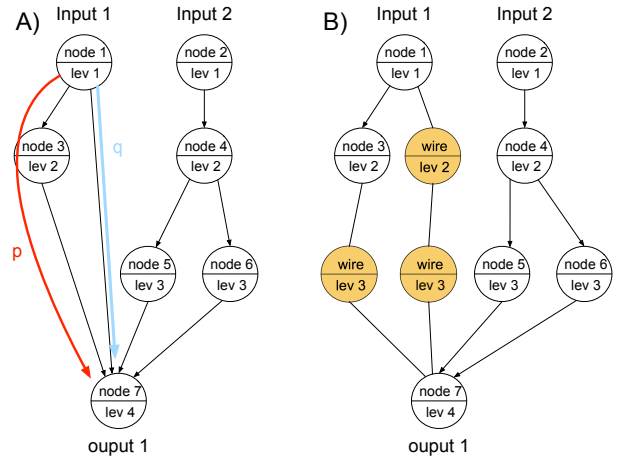 A)
Input 1
Input 2
node 1
lev 1
node 2
lev 1
q
node 3
lev 2
node 4
lev 2
p
node 5
lev 3
node 6
lev 3
node 7
lev 4
ouput 1
B)
Input 1
Input 2
node 1
lev 1
node 2
lev 1
node 3
lev 2
wire
lev 2
node 4
lev 2
wire
lev 3
wire
lev 3
node 5
lev 3
node 6
lev 3
node 7
lev 4
ouput 1